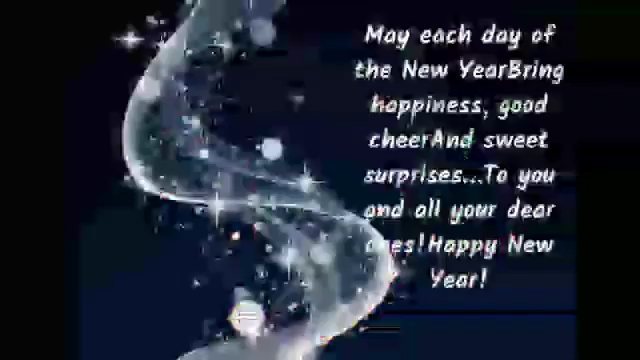 May each day of
the New YearBring
happiness, good
cheerAnd sweet
surprises...To you
and all your dear
ones!Happy New
Year!